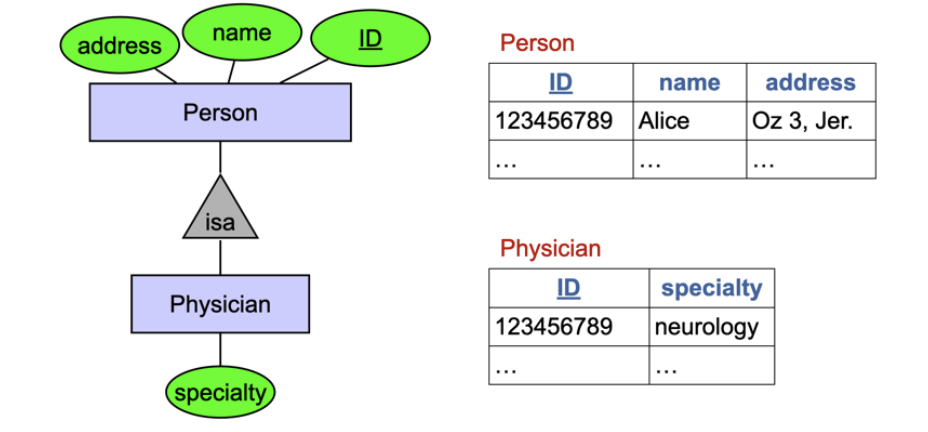 address
name
ID
Person
isa
Physician
specialty
Person
ID name address
123456789 Alice Oz 3, Jer.
... ... ...
Physician
ID specialty
123456789 neurology
... ...